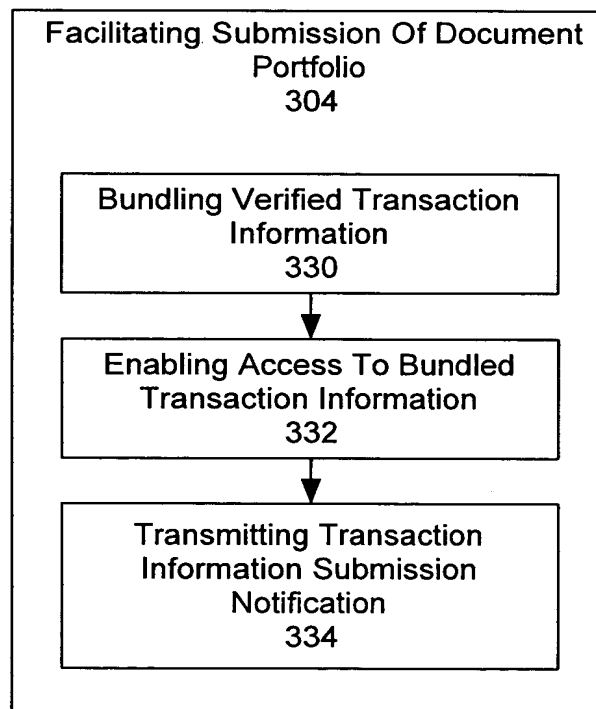 Facilitating Submission Of Document
Portfolio
304
Bundling Verified Transaction
Information
330
Enabling Access To Bundled
Transaction Information
332
Transmitting Transaction
Information Submission
Notification
334